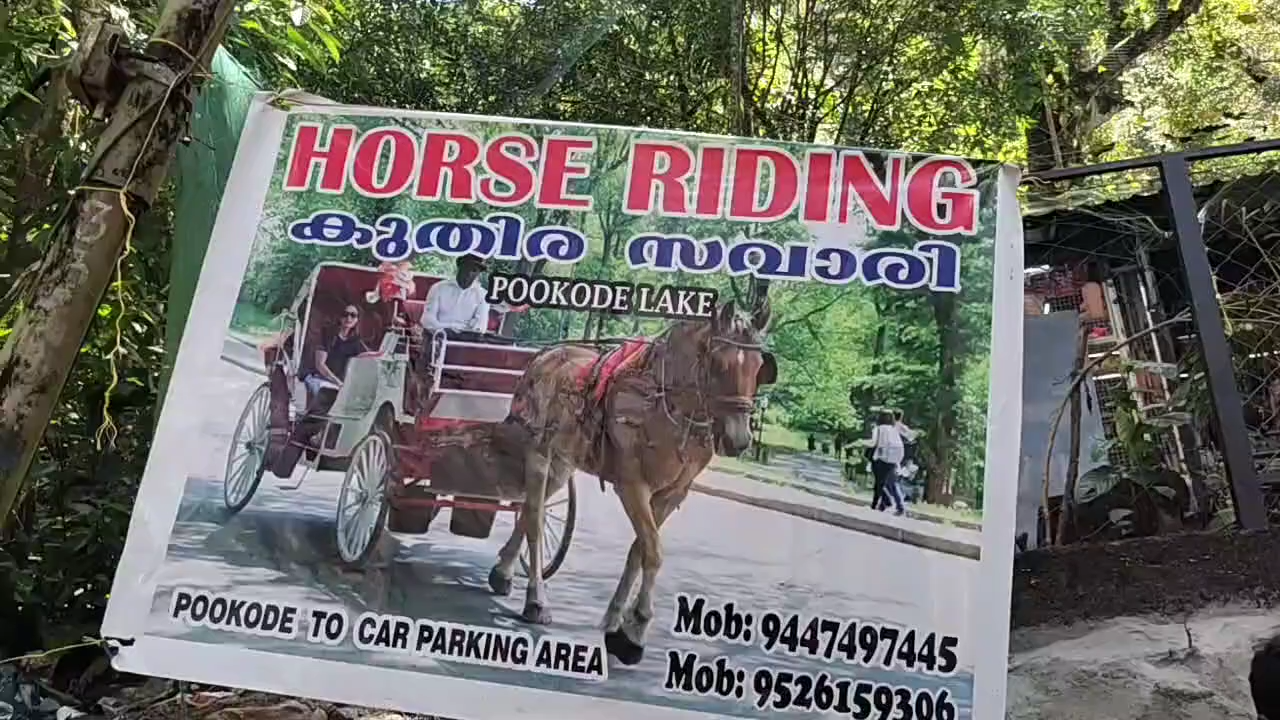 HORSE RIDING
കുതിര സവാരി
POOKODE LAKE
POOKODE TO CAR PARKING AREA
Mob: 9447497445
Mob: 9526159306